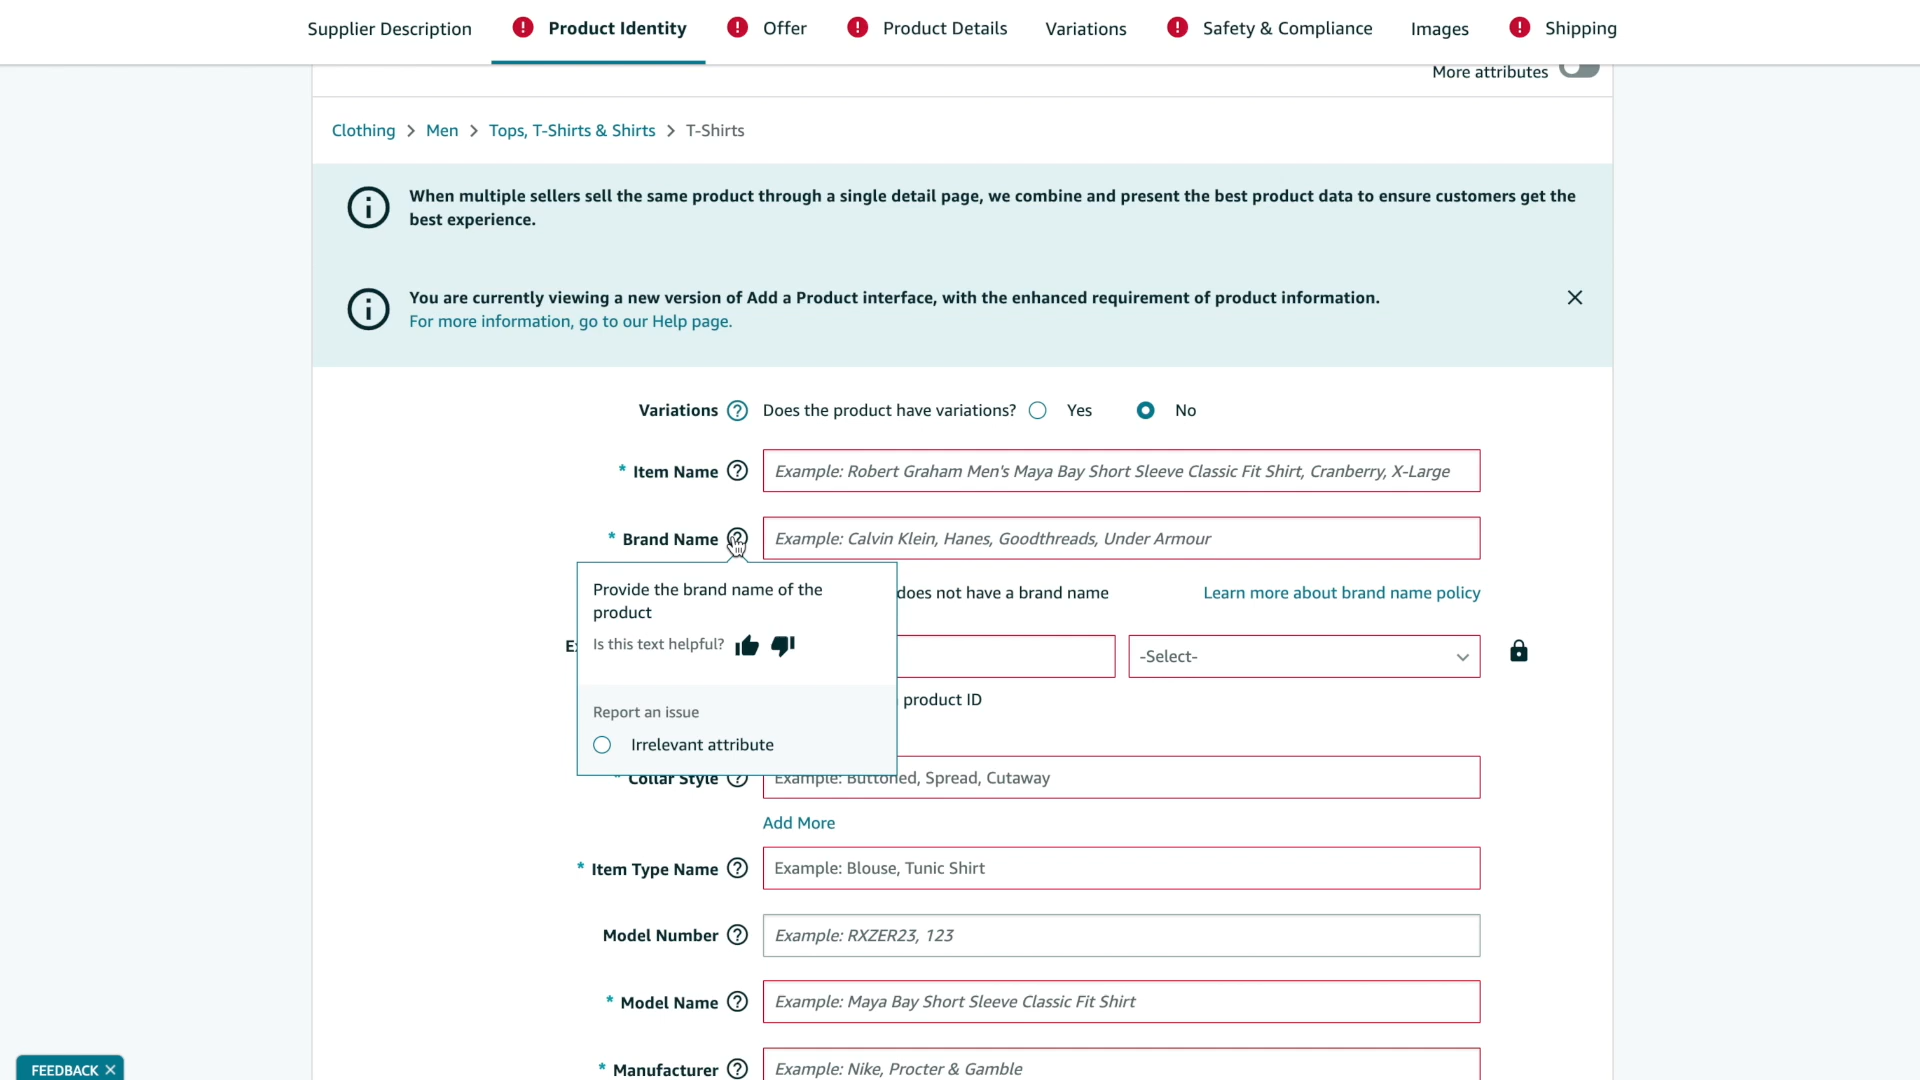 Supplier Description
Product Identity
Offer
Product Details
Variations
Safety & Compliance
Images
Shipping
More attributes
Clothing > Men > Tops, T-Shirts & Shirts > T-Shirts
When multiple sellers sell the same product through a single detail page, we combine and present the best product data to ensure customers get the
best experience.
You are currently viewing a new version of Add a Product interface, with the enhanced requirement of product information.
For more information, go to our Help page.
Variations ? Does the product have variations? Yes No
* Item Name ? Example: Robert Graham Men's Maya Bay Short Sleeve Classic Fit Shirt, Cranberry, X-Large
* Brand Name ? Example: Calvin Klein, Hanes, Goodthreads, Under Armour
Provide the brand name of the
product
does not have a brand name
Learn more about brand name policy
Is this text helpful?
-Select-
product ID
Report an issue
Irrelevant attribute
* Collar Style ? Example: Buttoned, Spread, Cutaway
Add More
* Item Type Name ? Example: Blouse, Tunic Shirt
Model Number ? Example: RXZER23, 123
* Model Name ? Example: Maya Bay Short Sleeve Classic Fit Shirt
* Manufacturer ? Example: Nike, Procter & Gamble
FEEDBACK ×